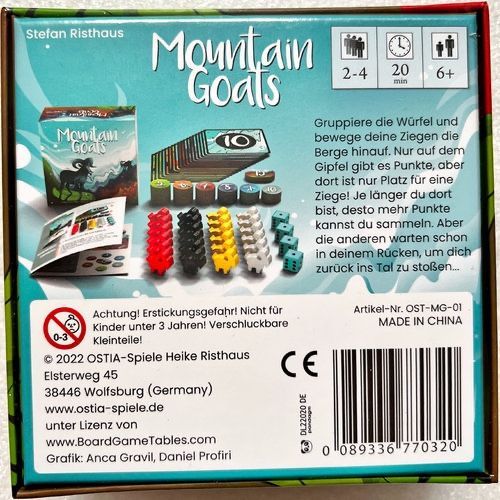 Stefan Risthaus
Mountain
Goats
2-4
20
min
6+
Mountain
Goats
10
Gruppiere die Würfel und
bewege deine Ziegen die
Berge hinauf. Nur auf dem
Gipfel gibt es Punkte, aber
dort ist nur Platz für eine
Ziege! Je länger du dort
bist, desto mehr Punkte
kannst du sammeln. Aber
die anderen warten schon
in deinem Rücken, um dich
zurück ins Tal zu stoßen...
0-3
Achtung! Erstickungsgefahr! Nicht für
Kinder unter 3 Jahren! Verschluckbare
Kleinteile!
Artikel-Nr. OST-MG-01
MADE IN CHINA
© 2022 OSTIA-Spiele Heike Risthaus
Elsterweg 45
38446 Wolfsburg (Germany)
www.ostia-spiele.de
unter Lizenz von
www.BoardGameTables.com
Grafik: Anca Gravil, Daniel Profiri
CE
DL22020 DE
0 089336 770320